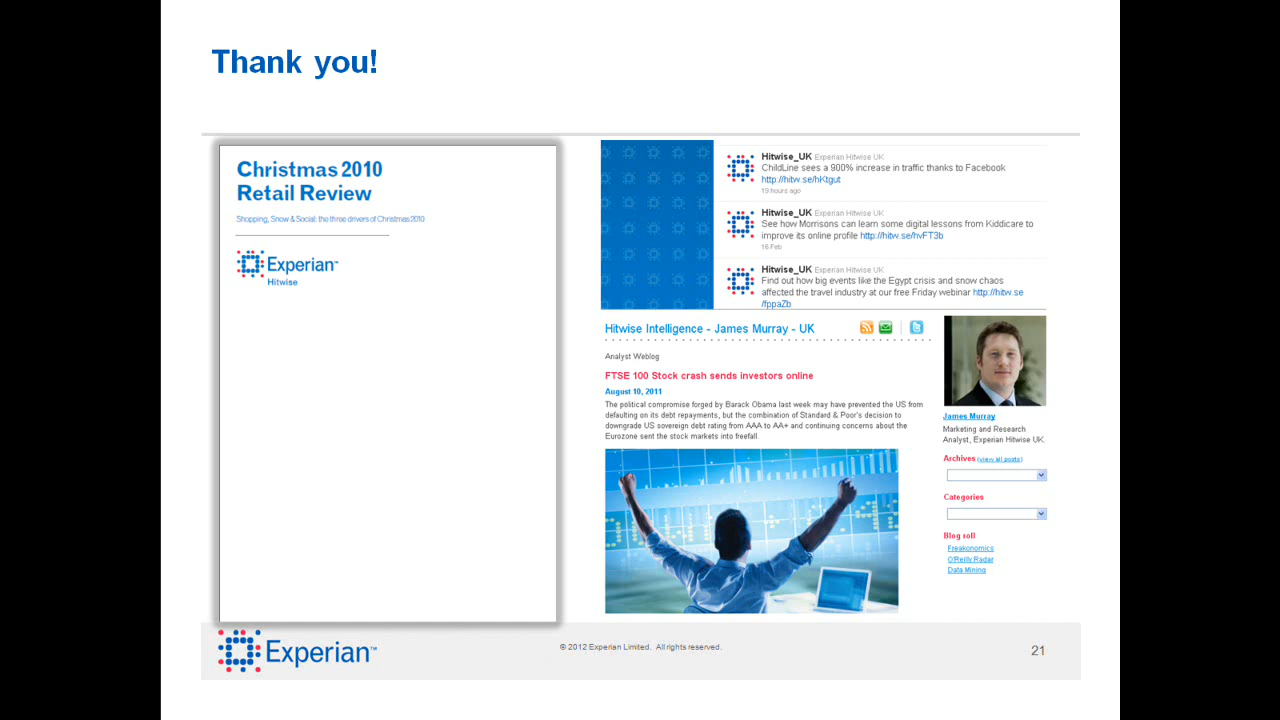 Thank you!
Christmas 2010
Retail Review
Shopping, Snow & Social: the three drivers of Christmas 2010
Experian™
Hitwise
Hitwise_UK Experian Hitwise UK
ChildLine sees a 900% increase in traffic thanks to Facebook
http://hitw.se/hKtgut
19 hours ago
Hitwise_UK Experian Hitwise UK
See how Morrisons can learn some digital lessons from Kiddicare to
improve its online profile http://hitw.se/hvFT3b
16 Feb
Hitwise_UK Experian Hitwise UK
Find out how big events like the Egypt crisis and snow chaos
affected the travel industry at our free Friday webinar http://hitw.se
/fppaZb
Hitwise Intelligence - James Murray - UK
Analyst Weblog
FTSE 100 Stock crash sends investors online
August 10, 2011
The political compromise forged by Barack Obama last week may have prevented the US from
defaulting on its debt repayments, but the combination of Standard & Poor's decision to
downgrade US sovereign debt rating from AAA to AA+ and continuing concerns about the
Eurozone sent the stock markets into freefall.
James Murray
Marketing and Research
Analyst, Experian Hitwise UK.
Archives (view all posts)
Categories
Blog roll
Freakonomics
O'Reilly Radar
Data Mining
Experian™
© 2012 Experian Limited. All rights reserved.
21